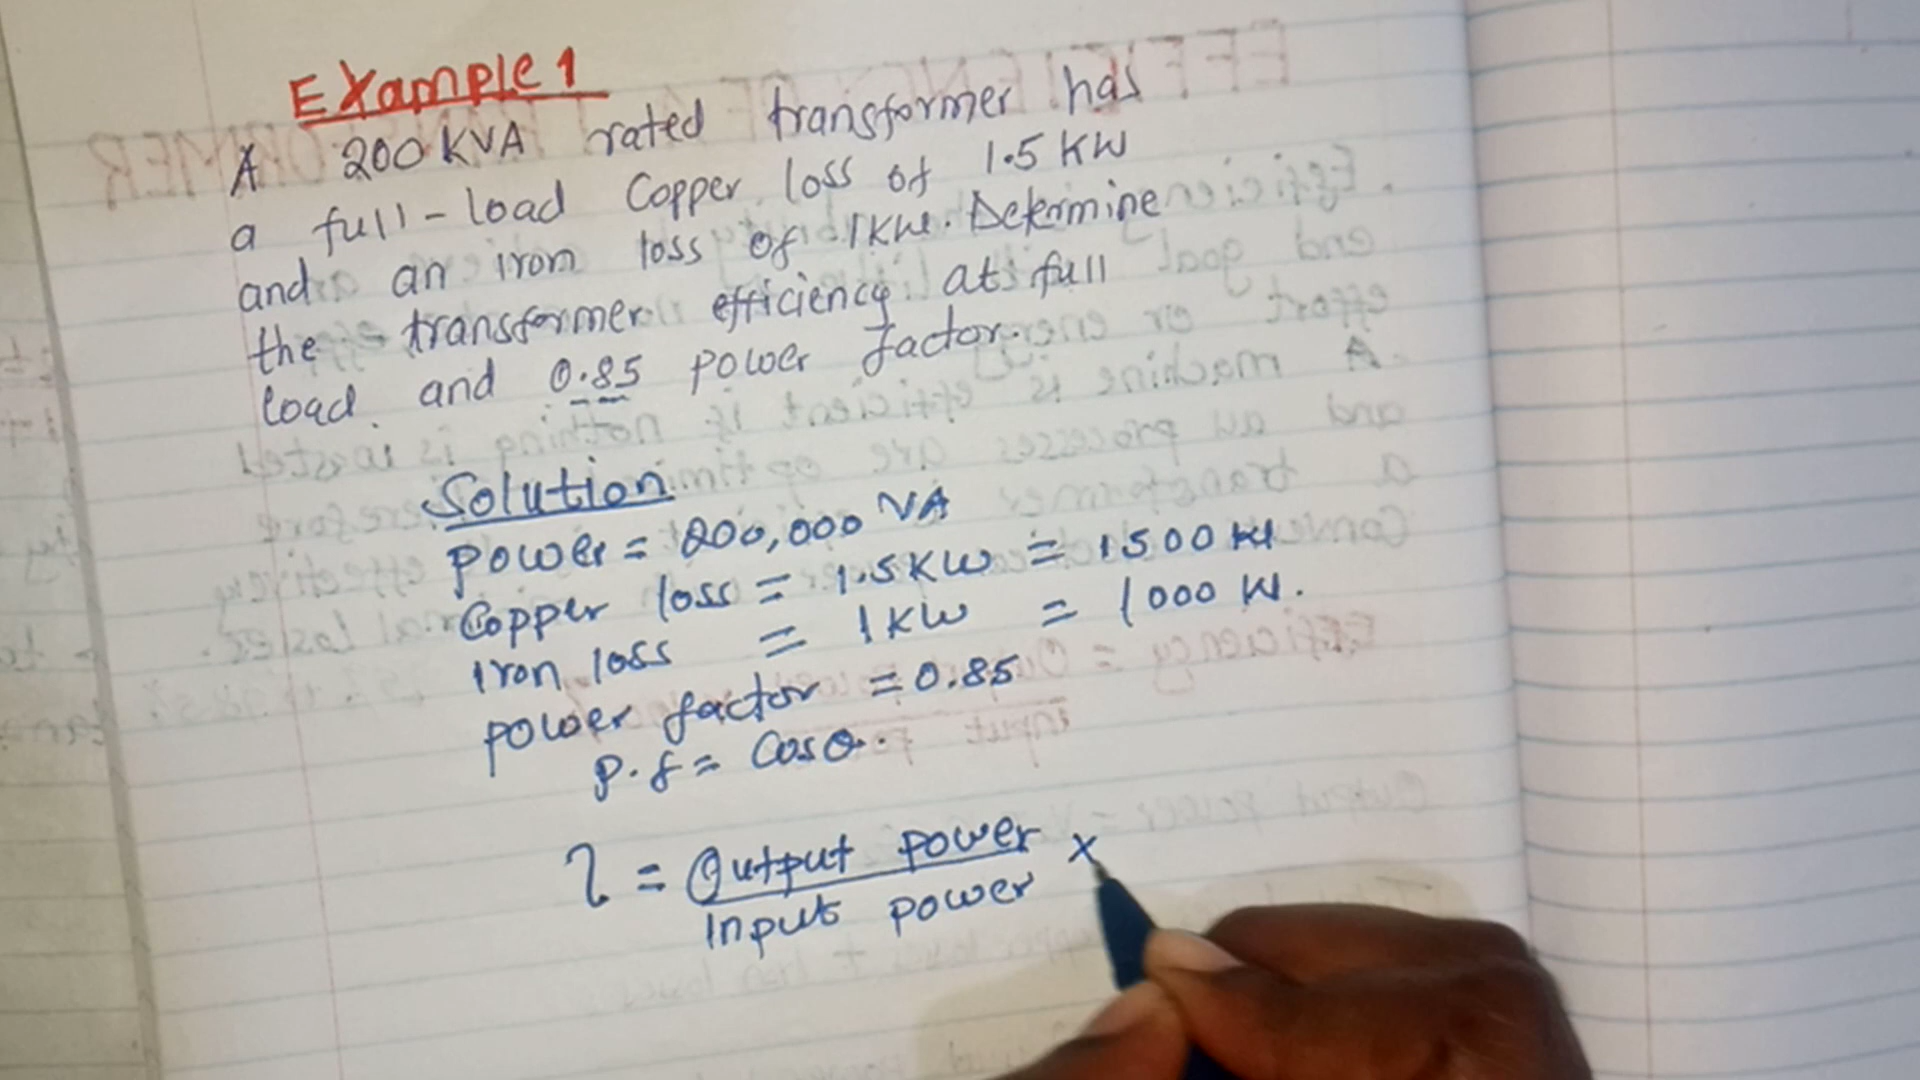 Example 1
A 200 KVA rated transformer has
a full-load Copper loss of 1.5 KW
and an iron loss of 1KW. Determine
the transformer efficiency at full
load and 0.85 power factor.
Solution
power = 200,000 VA
Copper loss = 1.5KW = 1500 W
Iron loss = 1KW = 1000 W.
power factor = 0.85
P.f = Cosθ.
η = Output power ×
Input power